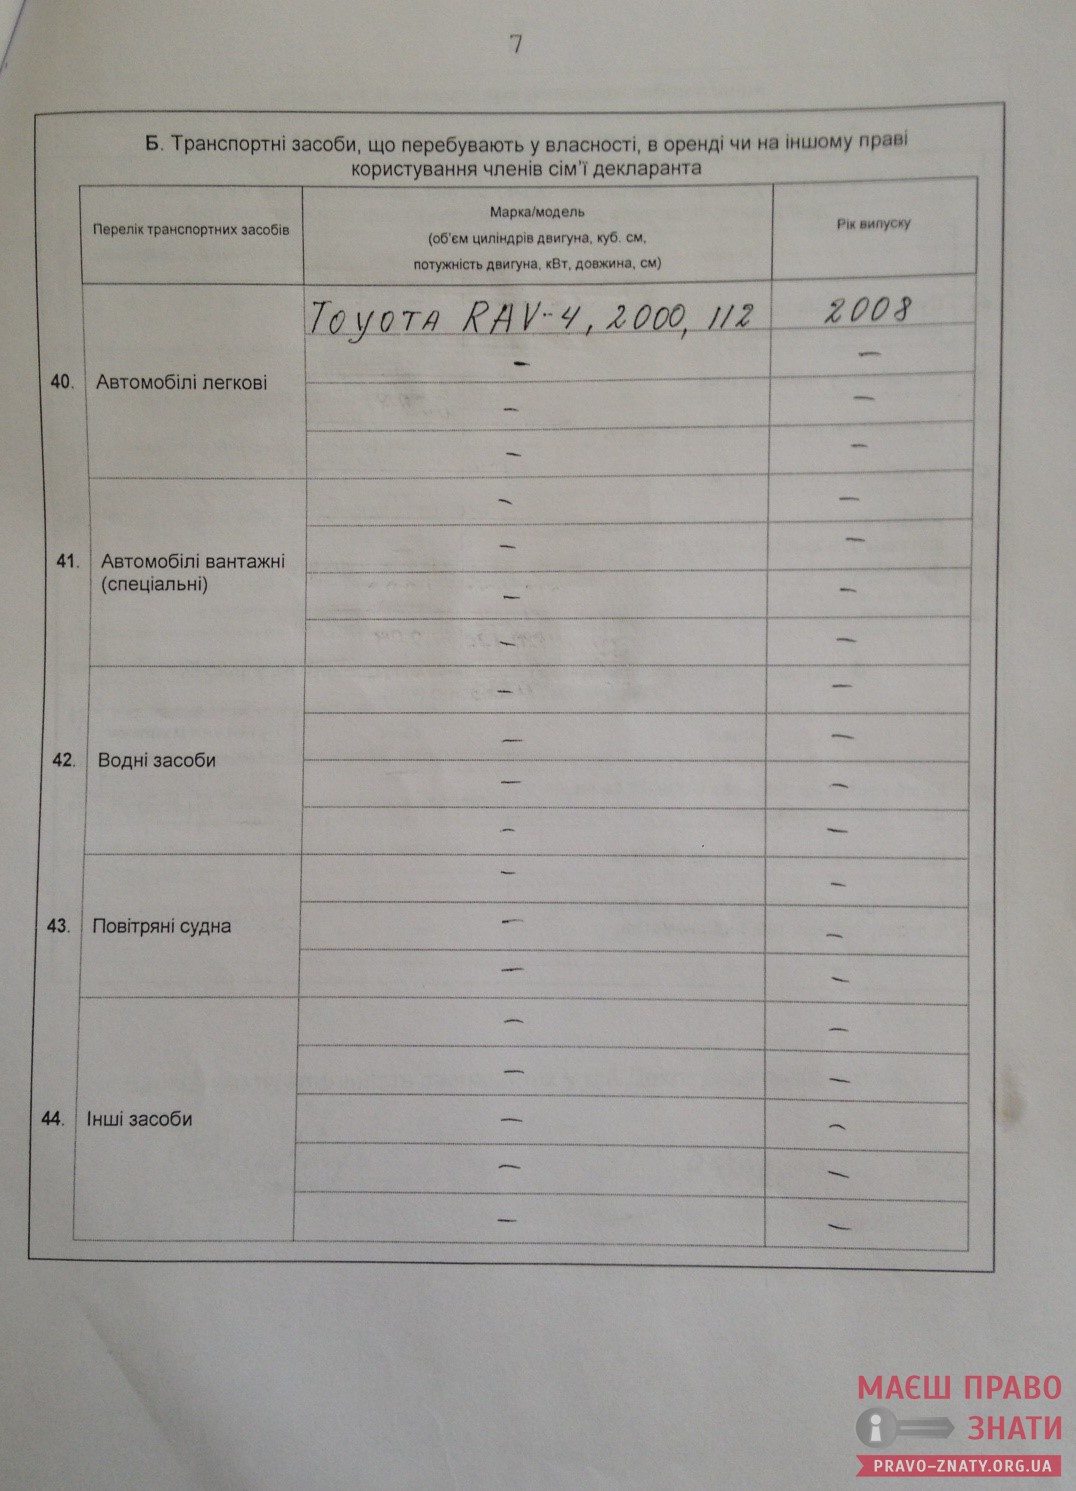 7
Б. Транспортні засоби, що перебувають у власності, в оренді чи на іншому праві
користування членів сім'ї декларанта
Перелік транспортних засобів
Марка/модель
(об'єм циліндрів двигуна, куб. см,
потужність двигуна, кВт, довжина, см)
Рік випуску
40. Автомобілі легкові
Toyota RAV-4, 2000, 112 2008
– –
– –
– –
41. Автомобілі вантажні
(спеціальні)
– –
– –
– –
– –
42. Водні засоби
– –
– –
– –
– –
43. Повітряні судна
– –
– –
– –
44. Інші засоби
– –
– –
– –
– –
– –
МАЄШ ПРАВО
ЗНАТИ
PRAVO-ZNATY.ORG.UA